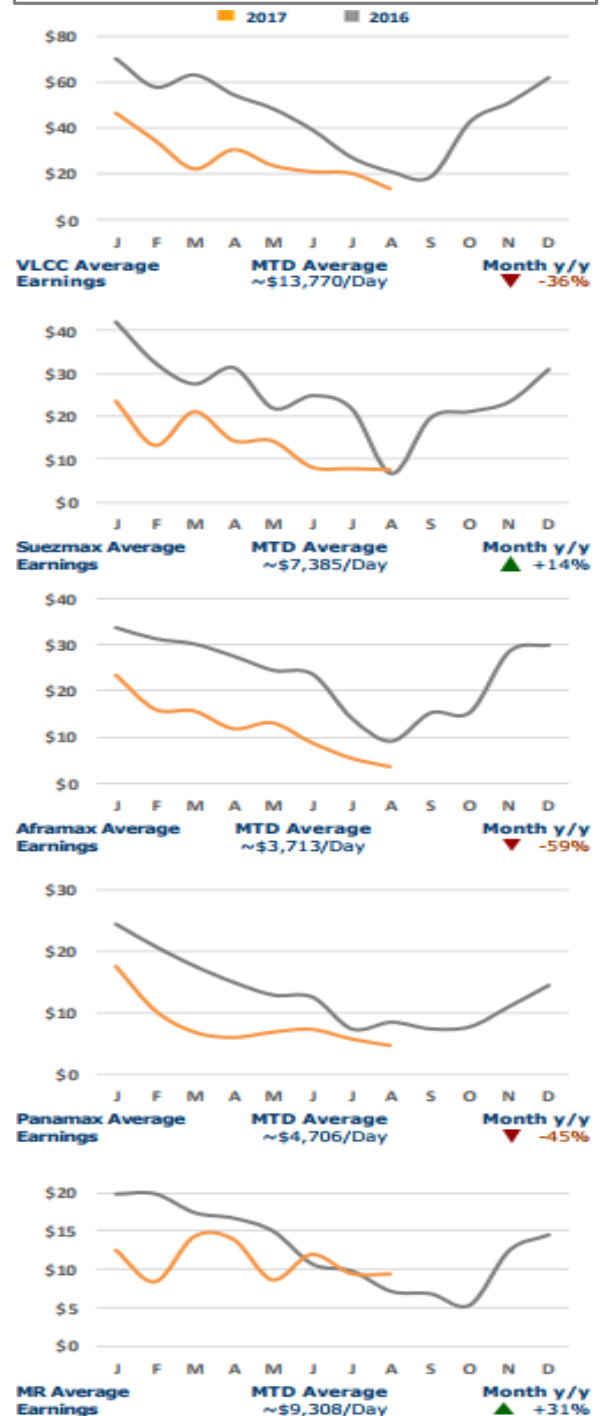 2017 2016
$80
$60
$40
$20
$0
J F M A M J J A S O N D
VLCC Average MTD Average Month y/y
Earnings ~$13,770/Day ▼ -36%
$40
$30
$20
$10
$0
J F M A M J J A S O N D
Suezmax Average MTD Average Month y/y
Earnings ~$7,385/Day ▲ +14%
$40
$30
$20
$10
$0
J F M A M J J A S O N D
Aframax Average MTD Average Month y/y
Earnings ~$3,713/Day ▼ -59%
$30
$20
$10
$0
J F M A M J J A S O N D
Panamax Average MTD Average Month y/y
Earnings ~$4,706/Day ▼ -45%
$20
$15
$10
$5
$0
J F M A M J J A S O N D
MR Average MTD Average Month y/y
Earnings ~$9,308/Day ▲ +31%